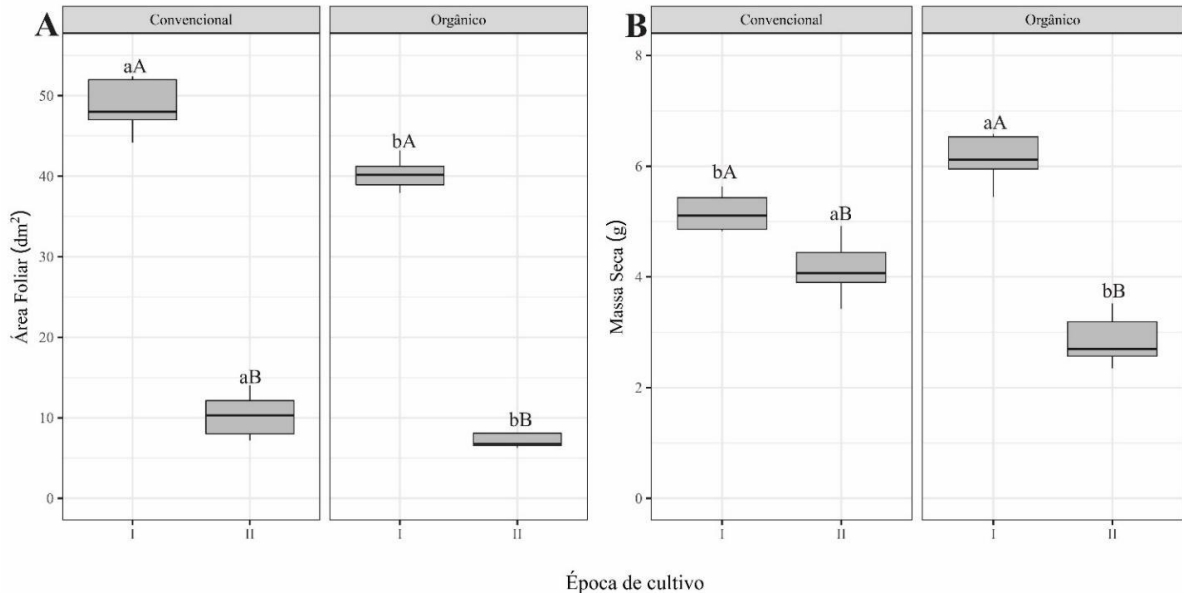 A
Convencional
Orgânico
Área Foliar (dm²)
50
40
30
20
10
0
aA
aB
bA
bB
I
II
I
II
B
Convencional
Orgânico
Massa Seca (g)
8
6
4
2
0
bA
aB
aA
bB
I
II
I
II
Época de cultivo